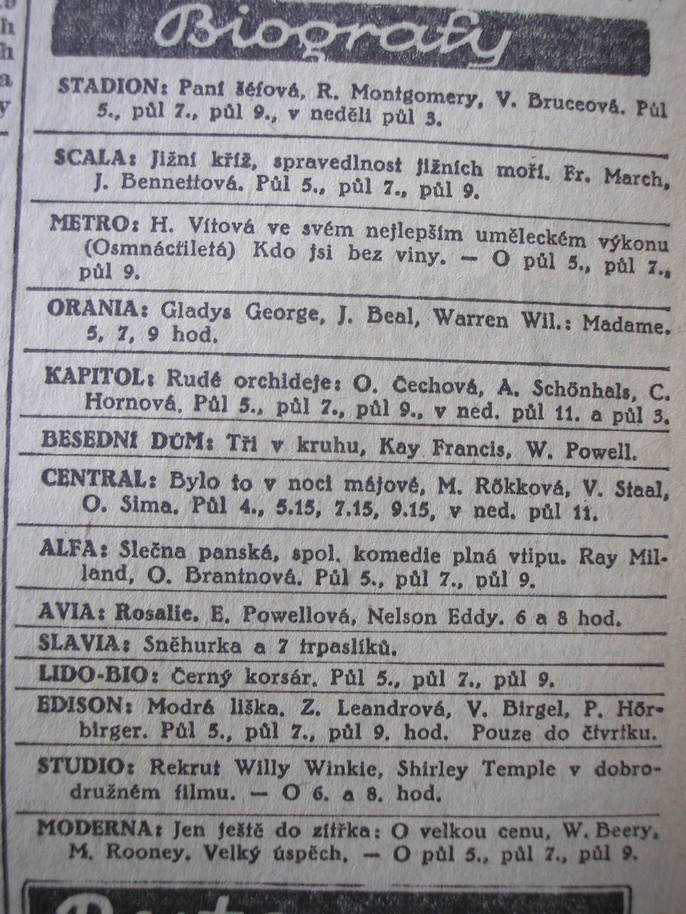 Biografy
STADION: Paní šéfová, R. Montgomery, V. Bruceová. Půl
5., půl 7., půl 9., v neděli půl 3.
SCALA: Jižní kříž, spravedlnost jižních moří. Fr. March,
J. Bennettová. Půl 5., půl 7., půl 9.
METRO: H. Vítová ve svém nejlepším uměleckém výkonu
(Osmnáctiletá) Kdo jsi bez viny. — O půl 5., půl 7.,
půl 9.
ORANIA: Gladys George, J. Beal, Warren Wil.: Madame.
5, 7, 9 hod.
KAPITOL: Rudé orchideje: O. Čechová, A. Schönhals, C.
Hornová. Půl 5., půl 7., půl 9., v ned. půl 11. a půl 3.
BESEDNÍ DŮM: Tři v kruhu, Kay Francis, W. Powell.
CENTRAL: Bylo to v noci májové, M. Rökková, V. Staal,
O. Sima. Půl 4., 5.15, 7.15, 9.15, v ned. půl 11.
ALFA: Slečna panská, spol. komedie plná vtipu. Ray Mil-
land, O. Brantnová. Půl 5., půl 7., půl 9.
AVIA: Rosalie. E. Powellová, Nelson Eddy. 6 a 8 hod.
SLAVIA: Sněhurka a 7 trpaslíků.
LIDO-BIO: Černý korsár. Půl 5., půl 7., půl 9.
EDISON: Modrá liška. Z. Leandrová, V. Birgel, P. Hör-
birger. Půl 5., půl 7., půl 9. hod. Pouze do čtvrtku.
STUDIO: Rekrut Willy Winkie, Shirley Temple v dobro-
družném filmu. — O 6. a 8. hod.
MODERNA: Jen ještě do zítřka: O velkou cenu, W. Beery,
M. Rooney. Velký úspěch. — O půl 5., půl 7., půl 9.